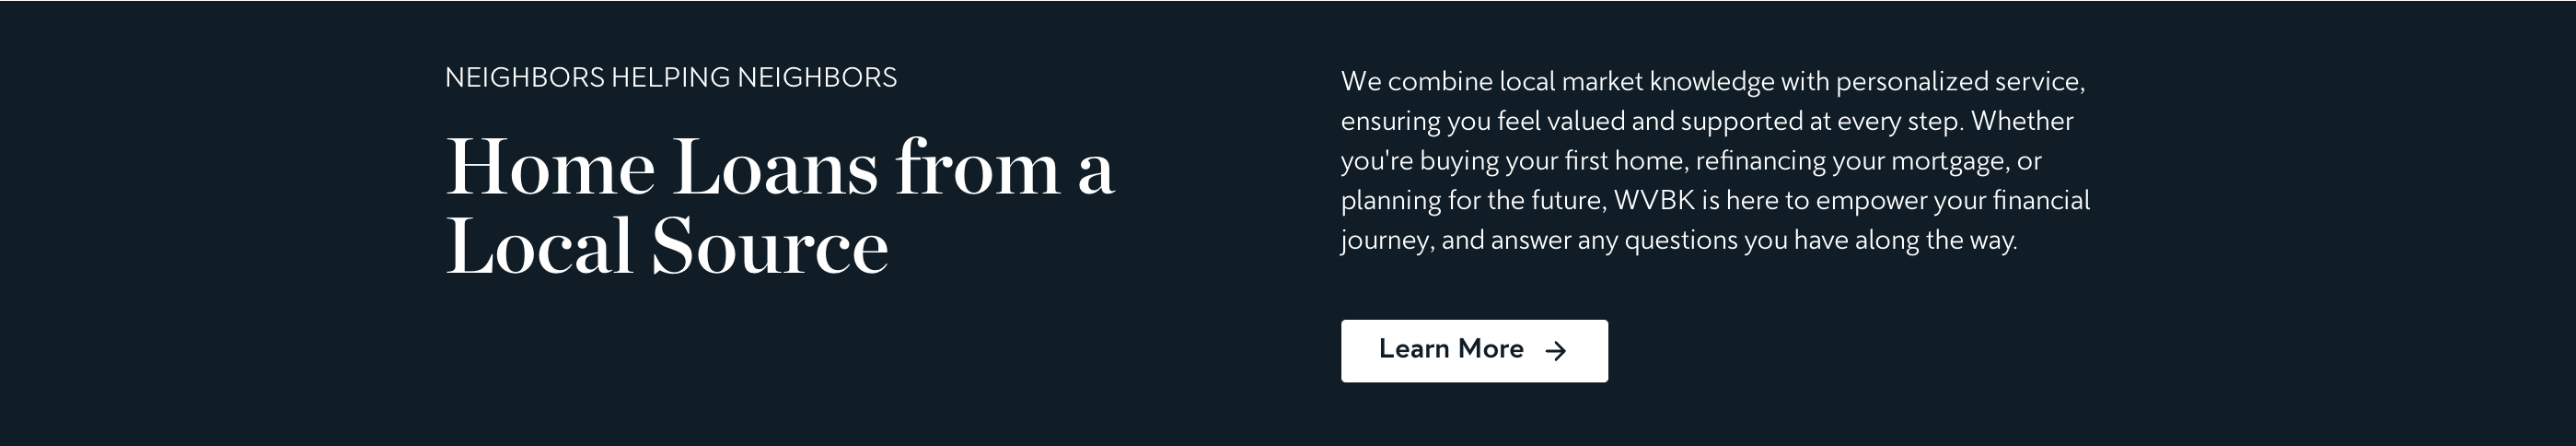 NEIGHBORS HELPING NEIGHBORS
Home Loans from a
Local Source
We combine local market knowledge with personalized service,
ensuring you feel valued and supported at every step. Whether
you're buying your first home, refinancing your mortgage, or
planning for the future, WVBK is here to empower your financial
journey, and answer any questions you have along the way.
Learn More →